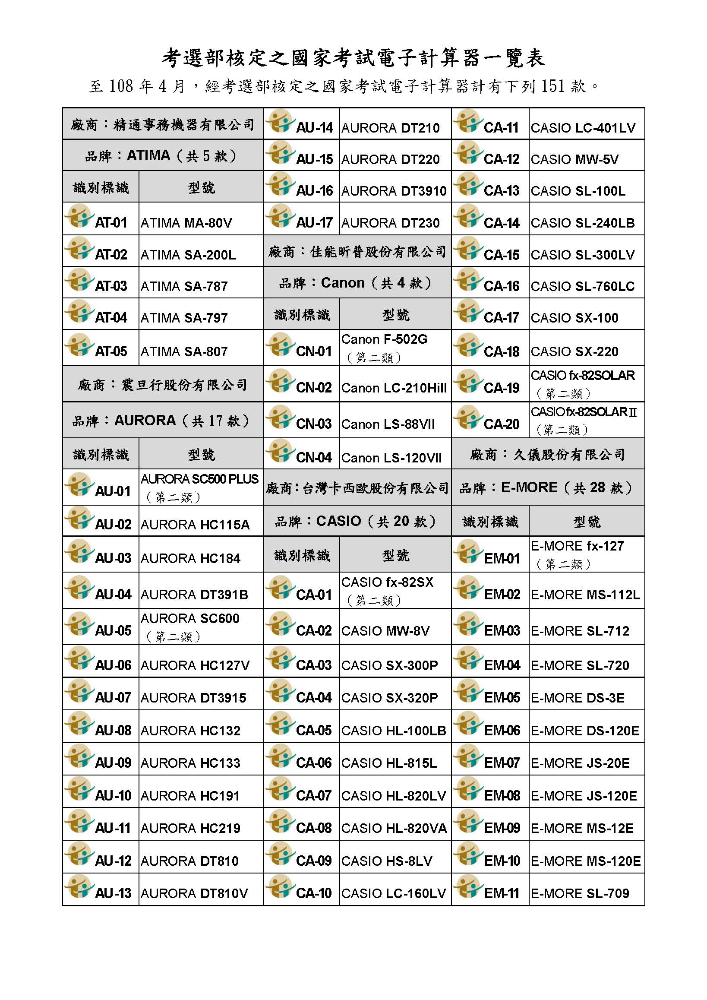 考選部核定之國家考試電子計算器一覽表
至 108 年 4 月，經考選部核定之國家考試電子計算器計有下列 151 款。
廠商：精通事務機器有限公司
品牌：ATIMA（共 5 款）
識別標識 型號
AT-01 ATIMA MA-80V
AT-02 ATIMA SA-200L
AT-03 ATIMA SA-787
AT-04 ATIMA SA-797
AT-05 ATIMA SA-807
廠商：震旦行股份有限公司
品牌：AURORA（共 17 款）
識別標識 型號
AU-01 AURORA SC500 PLUS
（第二類）
AU-02 AURORA HC115A
AU-03 AURORA HC184
AU-04 AURORA DT391B
AU-05 AURORA SC600
（第二類）
AU-06 AURORA HC127V
AU-07 AURORA DT3915
AU-08 AURORA HC132
AU-09 AURORA HC133
AU-10 AURORA HC191
AU-11 AURORA HC219
AU-12 AURORA DT810
AU-13 AURORA DT810V
AU-14 AURORA DT210
AU-15 AURORA DT220
AU-16 AURORA DT3910
AU-17 AURORA DT230
廠商：佳能昕普股份有限公司
品牌：Canon（共 4 款）
識別標識 型號
CN-01 Canon F-502G
（第二類）
CN-02 Canon LC-210HiII
CN-03 Canon LS-88VII
CN-04 Canon LS-120VII
廠商：台灣卡西歐股份有限公司
品牌：CASIO（共 20 款）
識別標識 型號
CA-01 CASIO fx-82SX
（第二類）
CA-02 CASIO MW-8V
CA-03 CASIO SX-300P
CA-04 CASIO SX-320P
CA-05 CASIO HL-100LB
CA-06 CASIO HL-815L
CA-07 CASIO HL-820LV
CA-08 CASIO HL-820VA
CA-09 CASIO HS-8LV
CA-10 CASIO LC-160LV
CA-11 CASIO LC-401LV
CA-12 CASIO MW-5V
CA-13 CASIO SL-100L
CA-14 CASIO SL-240LB
CA-15 CASIO SL-300LV
CA-16 CASIO SL-760LC
CA-17 CASIO SX-100
CA-18 CASIO SX-220
CA-19 CASIO fx-82SOLAR
（第二類）
CA-20 CASIO fx-82SOLARⅡ
（第二類）
廠商：久儀股份有限公司
品牌：E-MORE（共 28 款）
識別標識 型號
EM-01 E-MORE fx-127
（第二類）
EM-02 E-MORE MS-112L
EM-03 E-MORE SL-712
EM-04 E-MORE SL-720
EM-05 E-MORE DS-3E
EM-06 E-MORE DS-120E
EM-07 E-MORE JS-20E
EM-08 E-MORE JS-120E
EM-09 E-MORE MS-12E
EM-10 E-MORE MS-120E
EM-11 E-MORE SL-709